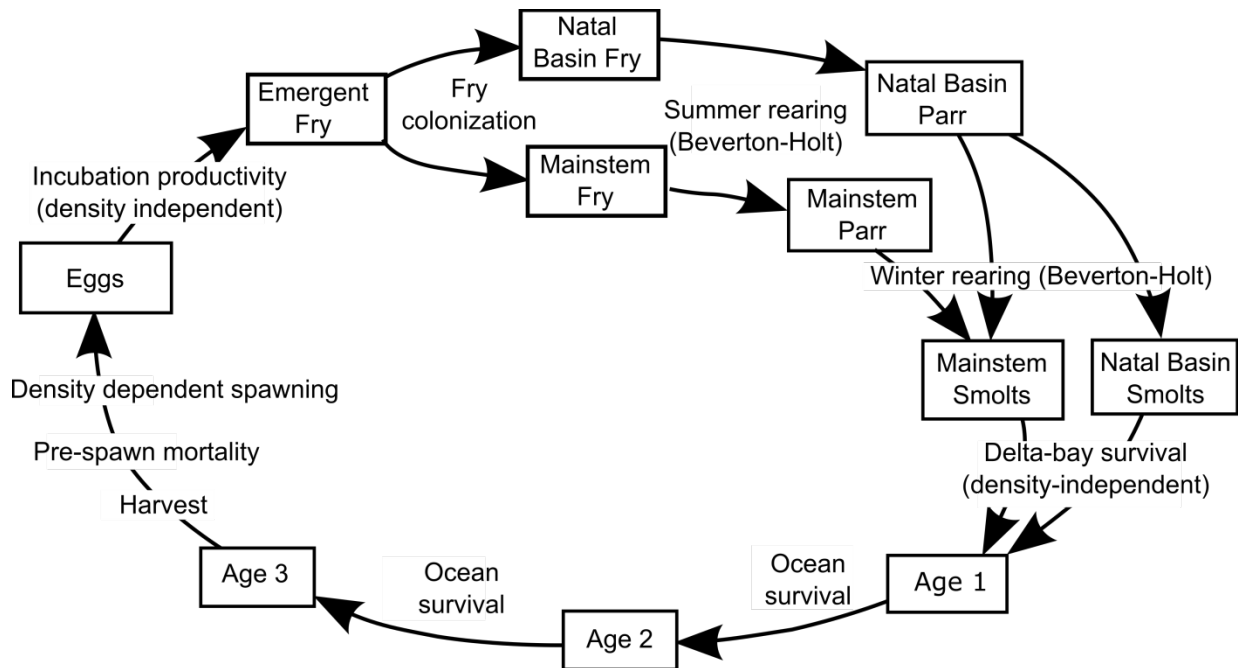 Natal
Basin Fry
Emergent
Fry
Fry
colonization
Summer rearing
(Beverton-Holt)
Natal Basin
Parr
Mainstem
Fry
Mainstem
Parr
Incubation productivity
(density independent)
Eggs
Winter rearing (Beverton-Holt)
Mainstem
Smolts
Natal Basin
Smolts
Density dependent spawning
Pre-spawn mortality
Harvest
Delta-bay survival
(density-independent)
Age 3
Ocean
survival
Age 2
Ocean
survival
Age 1